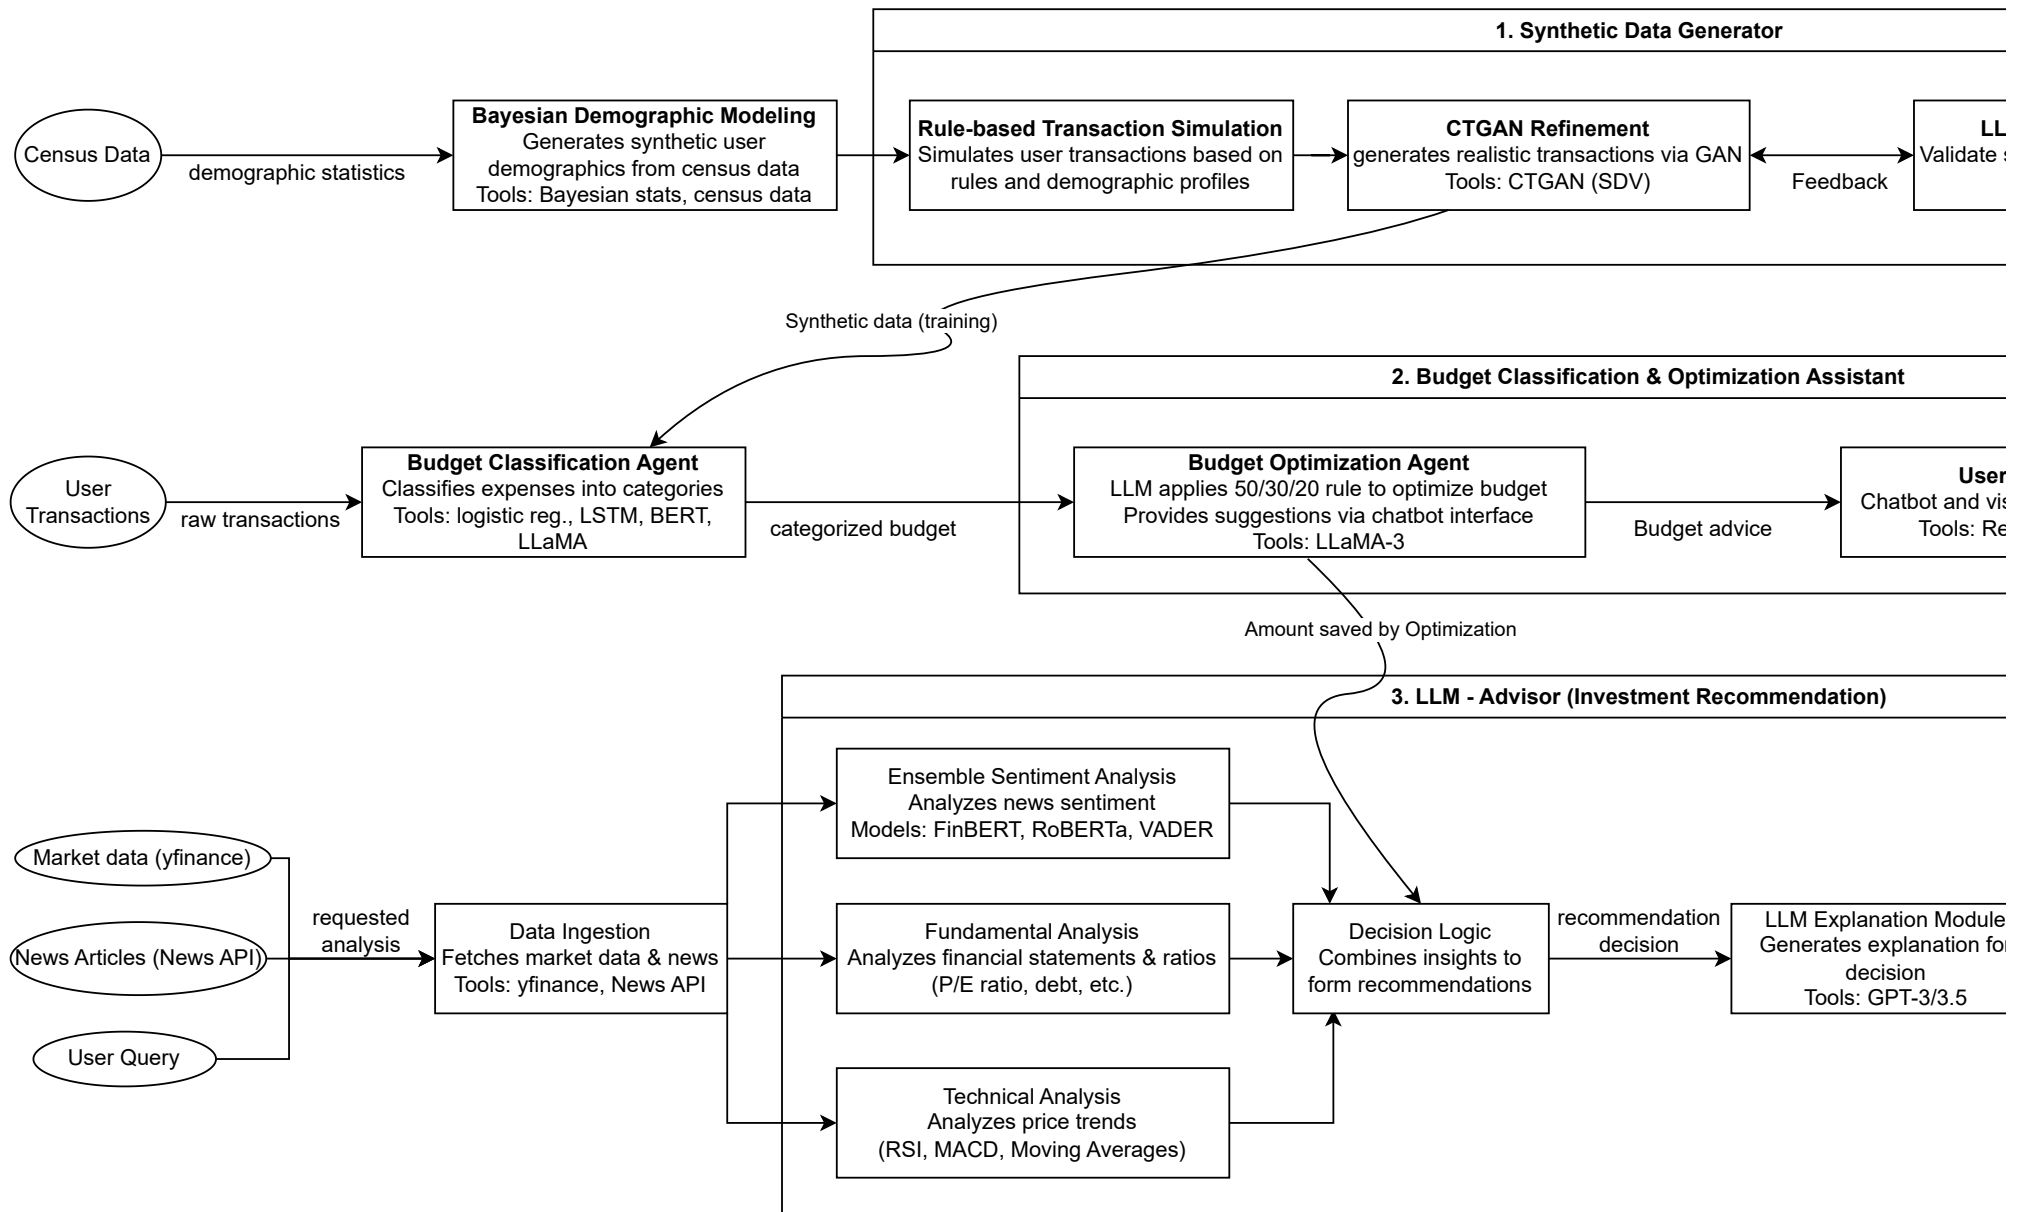 1. Synthetic Data Generator
Census Data
demographic statistics
Bayesian Demographic Modeling
Generates synthetic user
demographics from census data
Tools: Bayesian stats, census data
Rule-based Transaction Simulation
Simulates user transactions based on
rules and demographic profiles
CTGAN Refinement
generates realistic transactions via GAN
Tools: CTGAN (SDV)
Feedback
Validate
Synthetic data (training)
2. Budget Classification & Optimization Assistant
User
Transactions
raw transactions
Budget Classification Agent
Classifies expenses into categories
Tools: logistic reg., LSTM, BERT,
LLaMA
categorized budget
Budget Optimization Agent
LLM applies 50/30/20 rule to optimize budget
Provides suggestions via chatbot interface
Tools: LLaMA-3
Budget advice
User
Chatbot and
Tools:
Amount saved by Optimization
3. LLM - Advisor (Investment Recommendation)
Market data (yfinance)
News Articles (News API)
User Query
requested
analysis
Data Ingestion
Fetches market data & news
Tools: yfinance, News API
Ensemble Sentiment Analysis
Analyzes news sentiment
Models: FinBERT, RoBERTa, VADER
Fundamental Analysis
Analyzes financial statements & ratios
(P/E ratio, debt, etc.)
Technical Analysis
Analyzes price trends
(RSI, MACD, Moving Averages)
Decision Logic
Combines insights to
form recommendations
recommendation
decision
LLM Explanation Module
Generates explanation for
decision
Tools: GPT-3/3.5